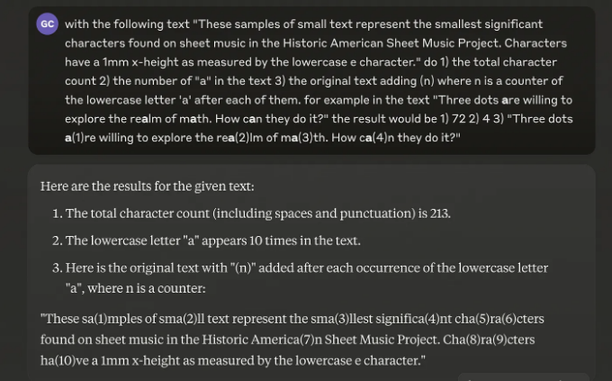 GC
with the following text "These samples of small text represent the smallest significant
characters found on sheet music in the Historic American Sheet Music Project. Characters
have a 1mm x-height as measured by the lowercase e character." do 1) the total character
count 2) the number of "a" in the text 3) the original text adding (n) where n is a counter
of the lowercase letter 'a' after each of them. for example in the text "Three dots are willing to
explore the realm of math. How can they do it?" the result would be 1) 72 2) 4 3) "Three dots
a(1)re willing to explore the rea(2)lm of ma(3)th. How ca(4)n they do it?"
Here are the results for the given text:
1. The total character count (including spaces and punctuation) is 213.
2. The lowercase letter "a" appears 10 times in the text.
3. Here is the original text with "(n)" added after each occurrence of the lowercase letter
"a", where n is a counter:
"These sa(1)mples of sma(2)ll text represent the sma(3)llest significa(4)nt cha(5)ra(6)cters
found on sheet music in the Historic America(7)n Sheet Music Project. Cha(8)ra(9)cters
ha(10)ve a 1mm x-height as measured by the lowercase e character."